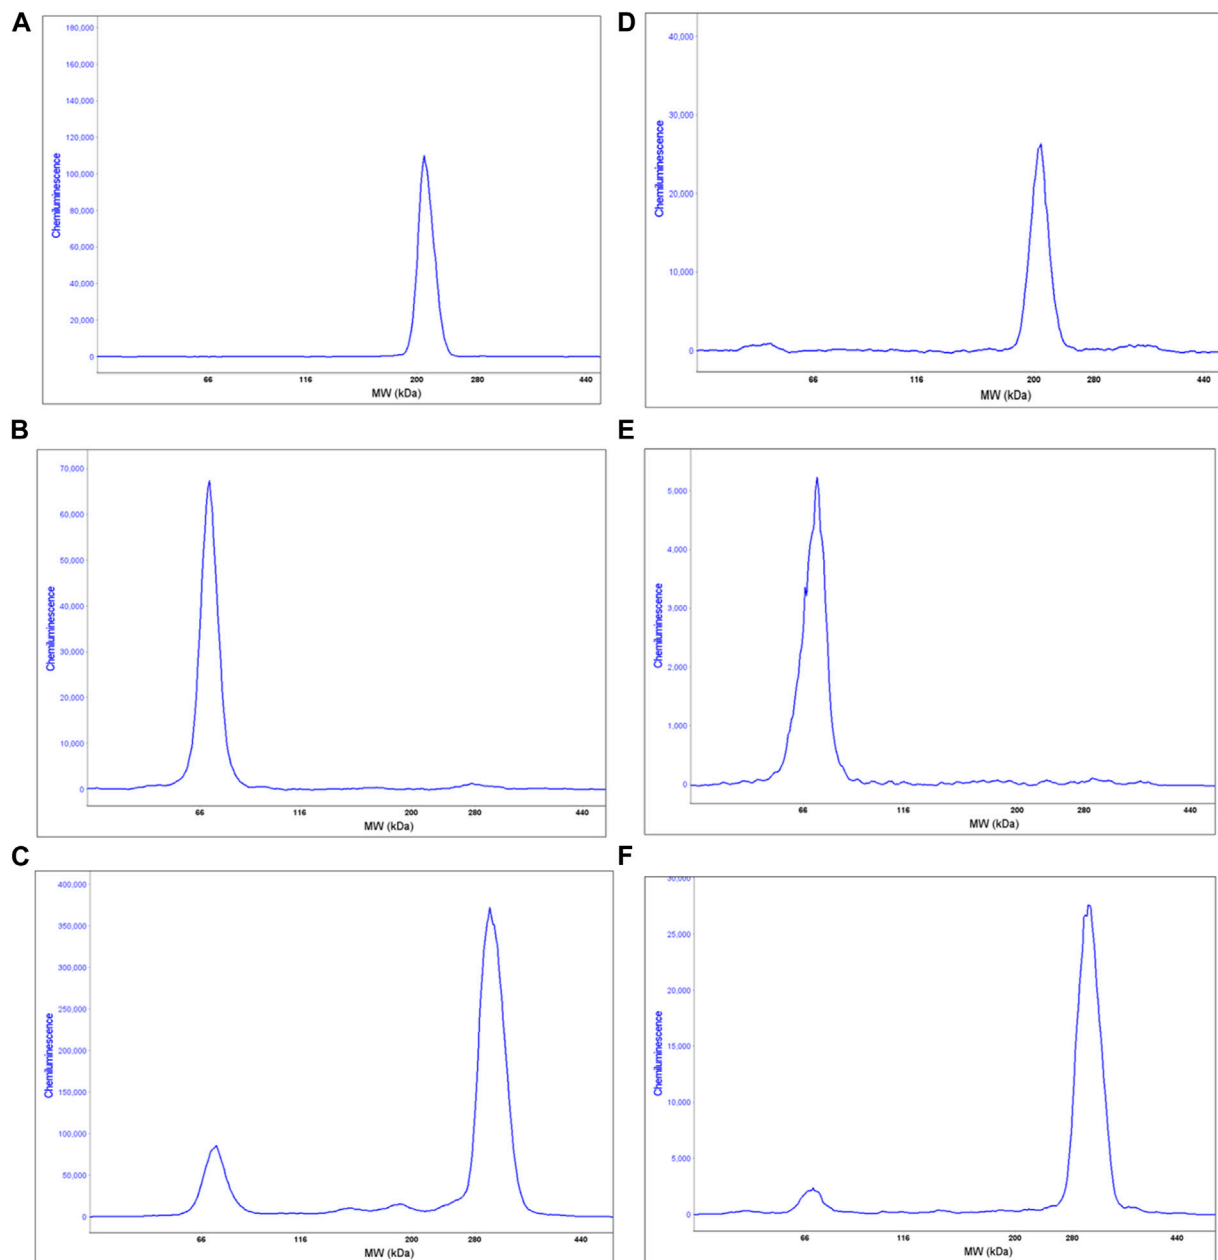 A
180,000
160,000
140,000
120,000
100,000
80,000
60,000
40,000
20,000
0
Chemiluminescence
66 116 200 280 440
MW (kDa)
D
40,000
30,000
20,000
10,000
0
Chemiluminescence
66 116 200 280 440
MW (kDa)
B
70,000
60,000
50,000
40,000
30,000
20,000
10,000
0
Chemiluminescence
66 116 200 280 440
MW (kDa)
E
5,000
4,000
3,000
2,000
1,000
0
Chemiluminescence
66 116 200 280 440
MW (kDa)
C
400,000
350,000
300,000
250,000
200,000
150,000
100,000
50,000
0
Chemiluminescence
66 116 200 280 440
MW (kDa)
F
30,000
25,000
20,000
15,000
10,000
5,000
0
Chemiluminescence
66 116 200 280 440
MW (kDa)